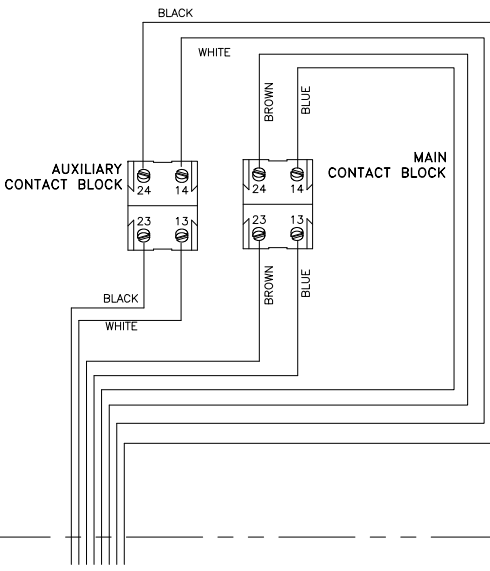 BLACK
WHITE
BROWN
BLUE
AUXILIARY
CONTACT BLOCK
MAIN
CONTACT BLOCK
24 14
24 14
23 13
23 13
BROWN
BLUE
BLACK
WHITE